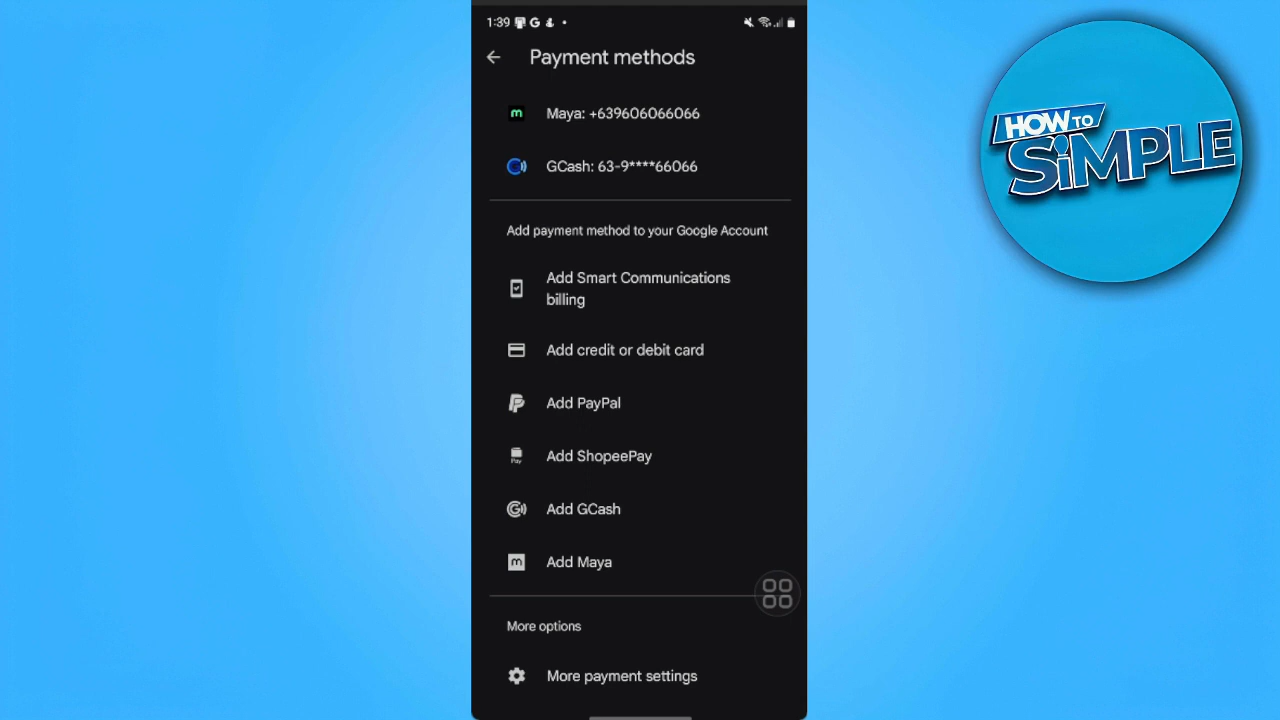 1:39
Payment methods
Maya: +639606066066
GCash: 63-9****66066
Add payment method to your Google Account
Add Smart Communications
billing
Add credit or debit card
Add PayPal
Pay
Add ShopeePay
Add GCash
Add Maya
More options
More payment settings
HOW TO
SiMPLE